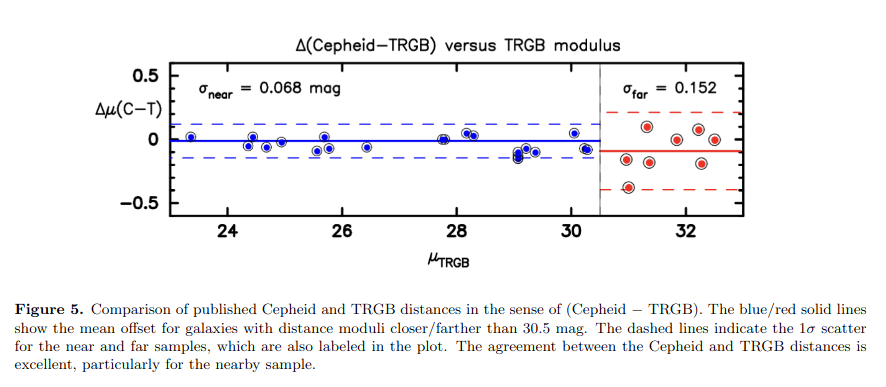 Δ(Cepheid−TRGB) versus TRGB modulus
σnear = 0.068 mag
σfar = 0.152
Δμ(C−T)
0.5
0
−0.5
24 26 28 30 32
μTRGB
Figure 5. Comparison of published Cepheid and TRGB distances in the sense of (Cepheid − TRGB). The blue/red solid lines
show the mean offset for galaxies with distance moduli closer/farther than 30.5 mag. The dashed lines indicate the 1σ scatter
for the near and far samples, which are also labeled in the plot. The agreement between the Cepheid and TRGB distances is
excellent, particularly for the nearby sample.